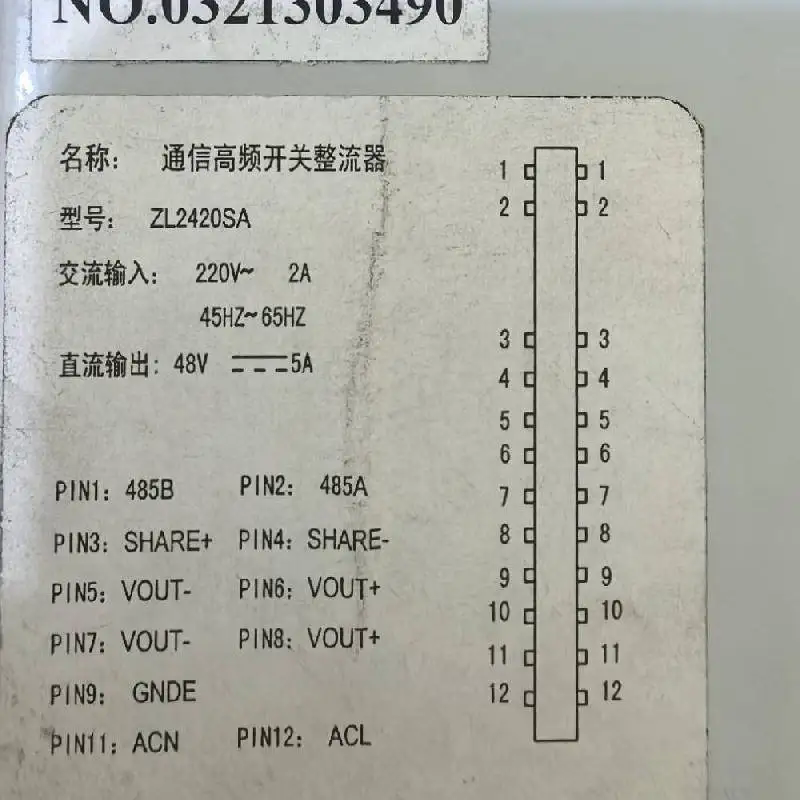 NO.0321303490
名称： 通信高频开关整流器
型号： ZL2420SA
交流输入： 220V~ 2A
45HZ~65HZ
直流输出：48V 5A
PIN1：485B PIN2： 485A
PIN3：SHARE+ PIN4：SHARE-
PIN5：VOUT- PIN6：VOUT+
PIN7：VOUT- PIN8：VOUT+
PIN9： GNDE
PIN11：ACN PIN12： ACL
1 1
2 2
3 3
4 4
5 5
6 6
7 7
8 8
9 9
10 10
11 11
12 12